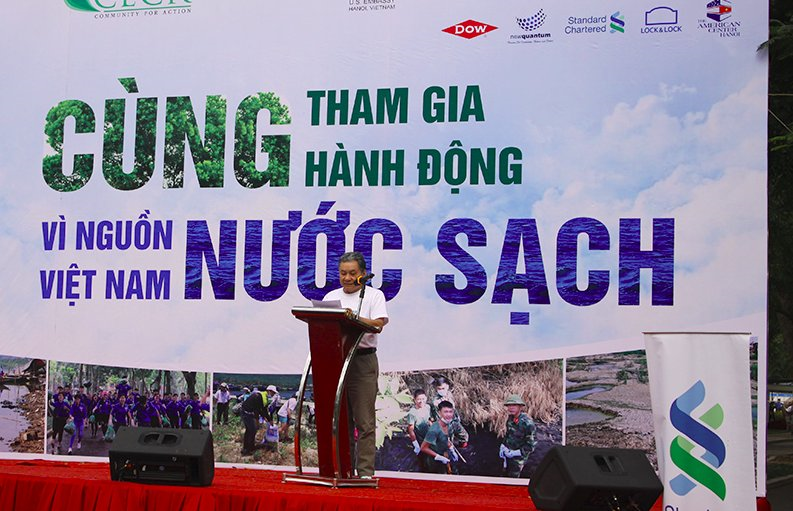 CECR
COMMUNITY FOR ACTION
U.S. EMBASSY
HANOI, VIETNAM
DOW
newquantum
Standard
Chartered
LOCK&LOCK
THE
AMERICAN
CENTER
HANOI
CÙNG
THAM GIA
HÀNH ĐỘNG
VÌ NGUỒN
VIỆT NAM
NƯỚC SẠCH